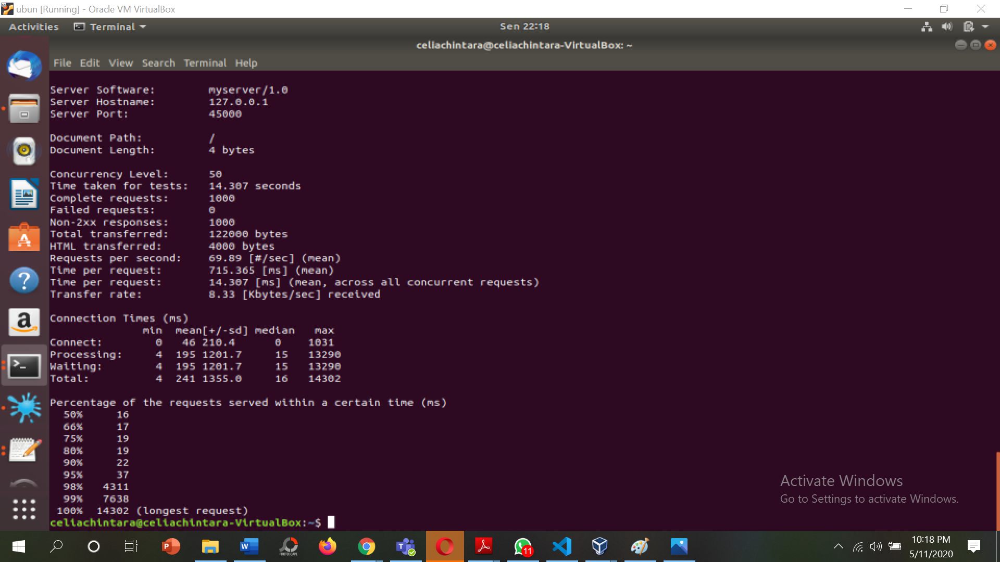 ubun [Running] - Oracle VM VirtualBox
Activities Terminal Sen 22:18
celiachintara@celiachintara-VirtualBox: ~
File Edit View Search Terminal Help
Server Software: myserver/1.0
Server Hostname: 127.0.0.1
Server Port: 45000
Document Path: /
Document Length: 4 bytes
Concurrency Level: 50
Time taken for tests: 14.307 seconds
Complete requests: 1000
Failed requests: 0
Non-2xx responses: 1000
Total transferred: 122000 bytes
HTML transferred: 4000 bytes
Requests per second: 69.89 [#/sec] (mean)
Time per request: 715.365 [ms] (mean)
Time per request: 14.307 [ms] (mean, across all concurrent requests)
Transfer rate: 8.33 [Kbytes/sec] received
Connection Times (ms)
min mean[+/-sd] median max
Connect: 0 46 210.4 0 1031
Processing: 4 195 1201.7 15 13290
Waiting: 4 195 1201.7 15 13290
Total: 4 241 1355.0 16 14302
Percentage of the requests served within a certain time (ms)
50% 16
66% 17
75% 19
80% 19
90% 22
95% 37
98% 4311
99% 7638
100% 14302 (longest request)
celiachintara@celiachintara-VirtualBox:~$
Activate Windows
Go to Settings to activate Windows.
PHOTOSCAPE
11
10:18 PM
5/11/2020